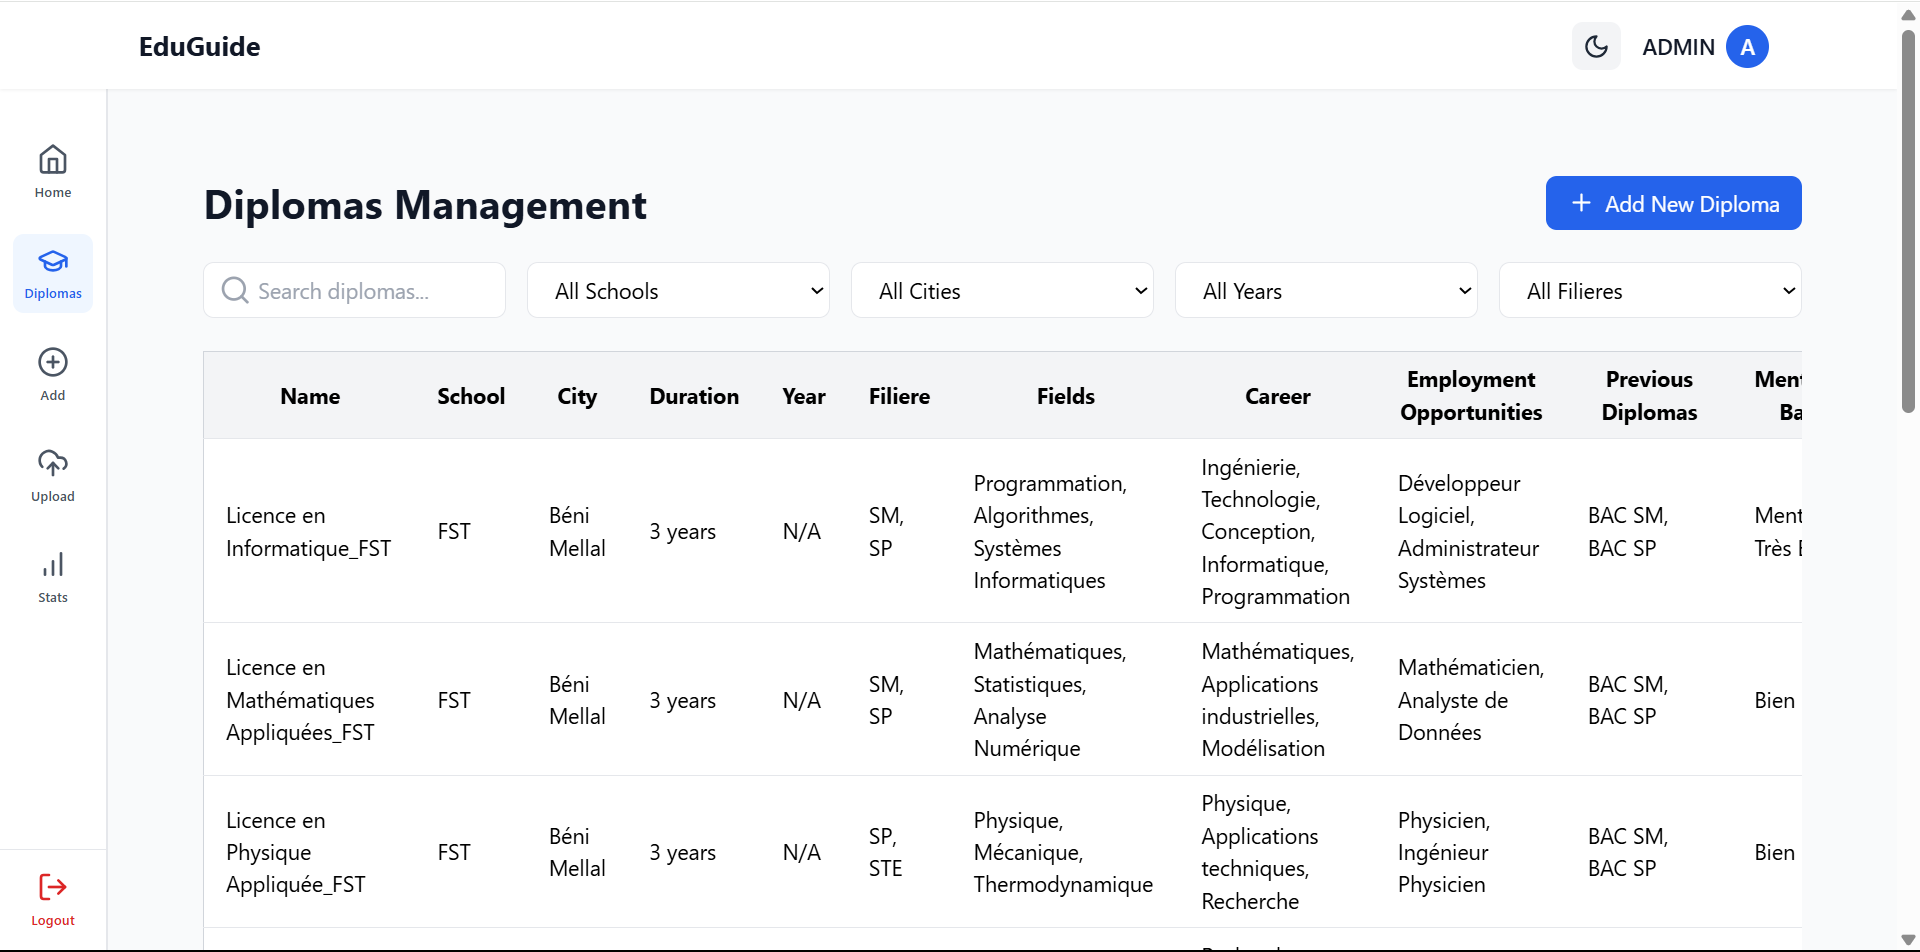 EduGuide
ADMIN A
Home
Diplomas
Add
Upload
Stats
Logout
Diplomas Management
Add New Diploma
Search diplomas...
All Schools
All Cities
All Years
All Filieres
Name
School
City
Duration
Year
Filiere
Fields
Career
Employment
Opportunities
Previous
Diplomas
Licence en
Informatique_FST
FST
Béni
Mellal
3 years
N/A
SM,
SP
Programmation,
Algorithmes,
Systèmes
Informatiques
Ingénierie,
Technologie,
Conception,
Informatique,
Programmation
Développeur
Logiciel,
Administrateur
Systèmes
BAC SM,
BAC SP
Ment
Très
Licence en
Mathématiques
Appliquées_FST
FST
Béni
Mellal
3 years
N/A
SM,
SP
Mathématiques,
Statistiques,
Analyse
Numérique
Mathématiques,
Applications
industrielles,
Modélisation
Mathématicien,
Analyste de
Données
BAC SM,
BAC SP
Bien
Licence en
Physique
Appliquée_FST
FST
Béni
Mellal
3 years
N/A
SP,
STE
Physique,
Mécanique,
Thermodynamique
Physique,
Applications
techniques,
Recherche
Physicien,
Ingénieur
Physicien
BAC SM,
BAC SP
Bien